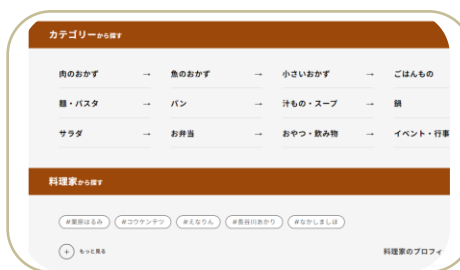 カテゴリーから探す
肉のおかず → 魚のおかず → 小さいおかず → ごはんもの
麺・パスタ → パン → 汁もの・スープ → 鍋
サラダ → お弁当 → おやつ・飲み物 → イベント・行事
料理家から探す
#栗原はるみ #コウケンテツ #えなりん #長谷川あかり #なかしましほ
+ もっと見る 料理家のプロフィ